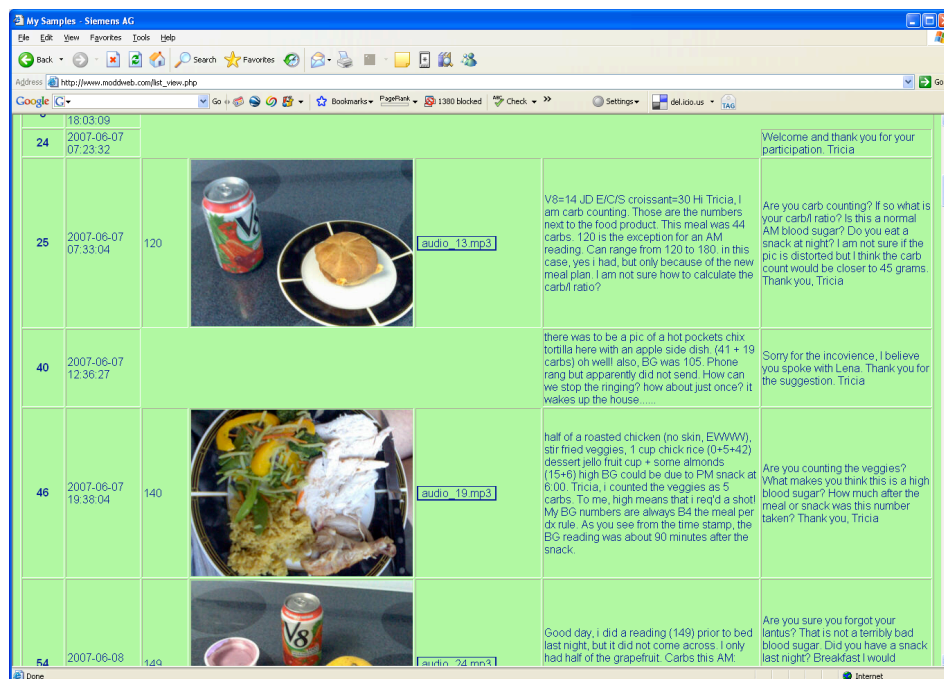 My Samples - Siemens AG
File Edit View Favorites Tools Help
Back Search Favorites
Address http://www.moddweb.com/list_view.php Go
Google G Go Bookmarks PageRank 1380 blocked ABC Check » Settings del.icio.us TAG
18:03:09
24
2007-06-07
07:23:32
Welcome and thank you for your
participation. Tricia
25
2007-06-07
07:33:04
120
V8
audio_13.mp3
V8=14 JD E/C/S croissant=30 Hi Tricia, I
am carb counting. Those are the numbers
next to the food product. This meal was 44
carbs. 120 is the exception for an AM
reading. Can range from 120 to 180. in this
case, yes i had, but only because of the new
meal plan. I am not sure how to calculate the
carb/I ratio?
Are you carb counting? If so what is
your carb/I ratio? Is this a normal
AM blood sugar? Do you eat a
snack at night? I am not sure if the
pic is distorted but I think the carb
count would be closer to 45 grams.
Thank you, Tricia
40
2007-06-07
12:36:27
there was to be a pic of a hot pockets chix
tortilla here with an apple side dish. (41 + 19
carbs) oh well! also, BG was 105. Phone
rang but apparently did not send. How can
we stop the ringing? how about just once? it
wakes up the house......
Sorry for the incovience, I believe
you spoke with Lena. Thank you for
the suggestion. Tricia
46
2007-06-07
19:38:04
140
audio_19.mp3
half of a roasted chicken (no skin, EWWW),
stir fried veggies, 1 cup chick rice (0+5+42)
dessert jello fruit cup + some almonds
(15+6) high BG could be due to PM snack at
6:00. Tricia, i counted the veggies as 5
carbs. To me, high means that i req'd a shot!
My BG numbers are always B4 the meal per
dx rule. As you see from the time stamp, the
BG reading was about 90 minutes after the
snack.
Are you counting the veggies?
What makes you think this is a high
blood sugar? How much after the
meal or snack was this number
taken? Thank you, Tricia
54
2007-06-08
149
V8
audio_24.mp3
Good day, i did a reading (149) prior to bed
last night, but it did not come across. I only
had half of the grapefruit. Carbs this AM:
Are you sure you forgot your
lantus? That is not a terribly bad
blood sugar. Did you have a snack
last night? Breakfast I would
Done Internet